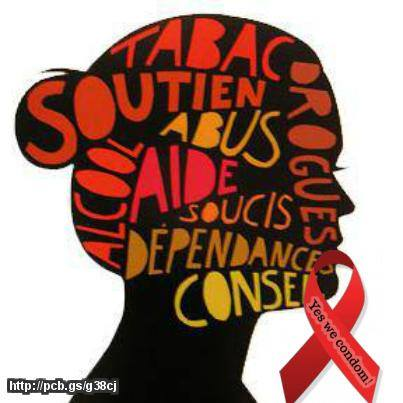 TABAC
DROGUES
SOUTIEN
ABUS
ALCOOL
AIDE
SOUCIS
DÉPENDANCES
CONSEI
Yes we condom!
http://pcb.gs/g38cj